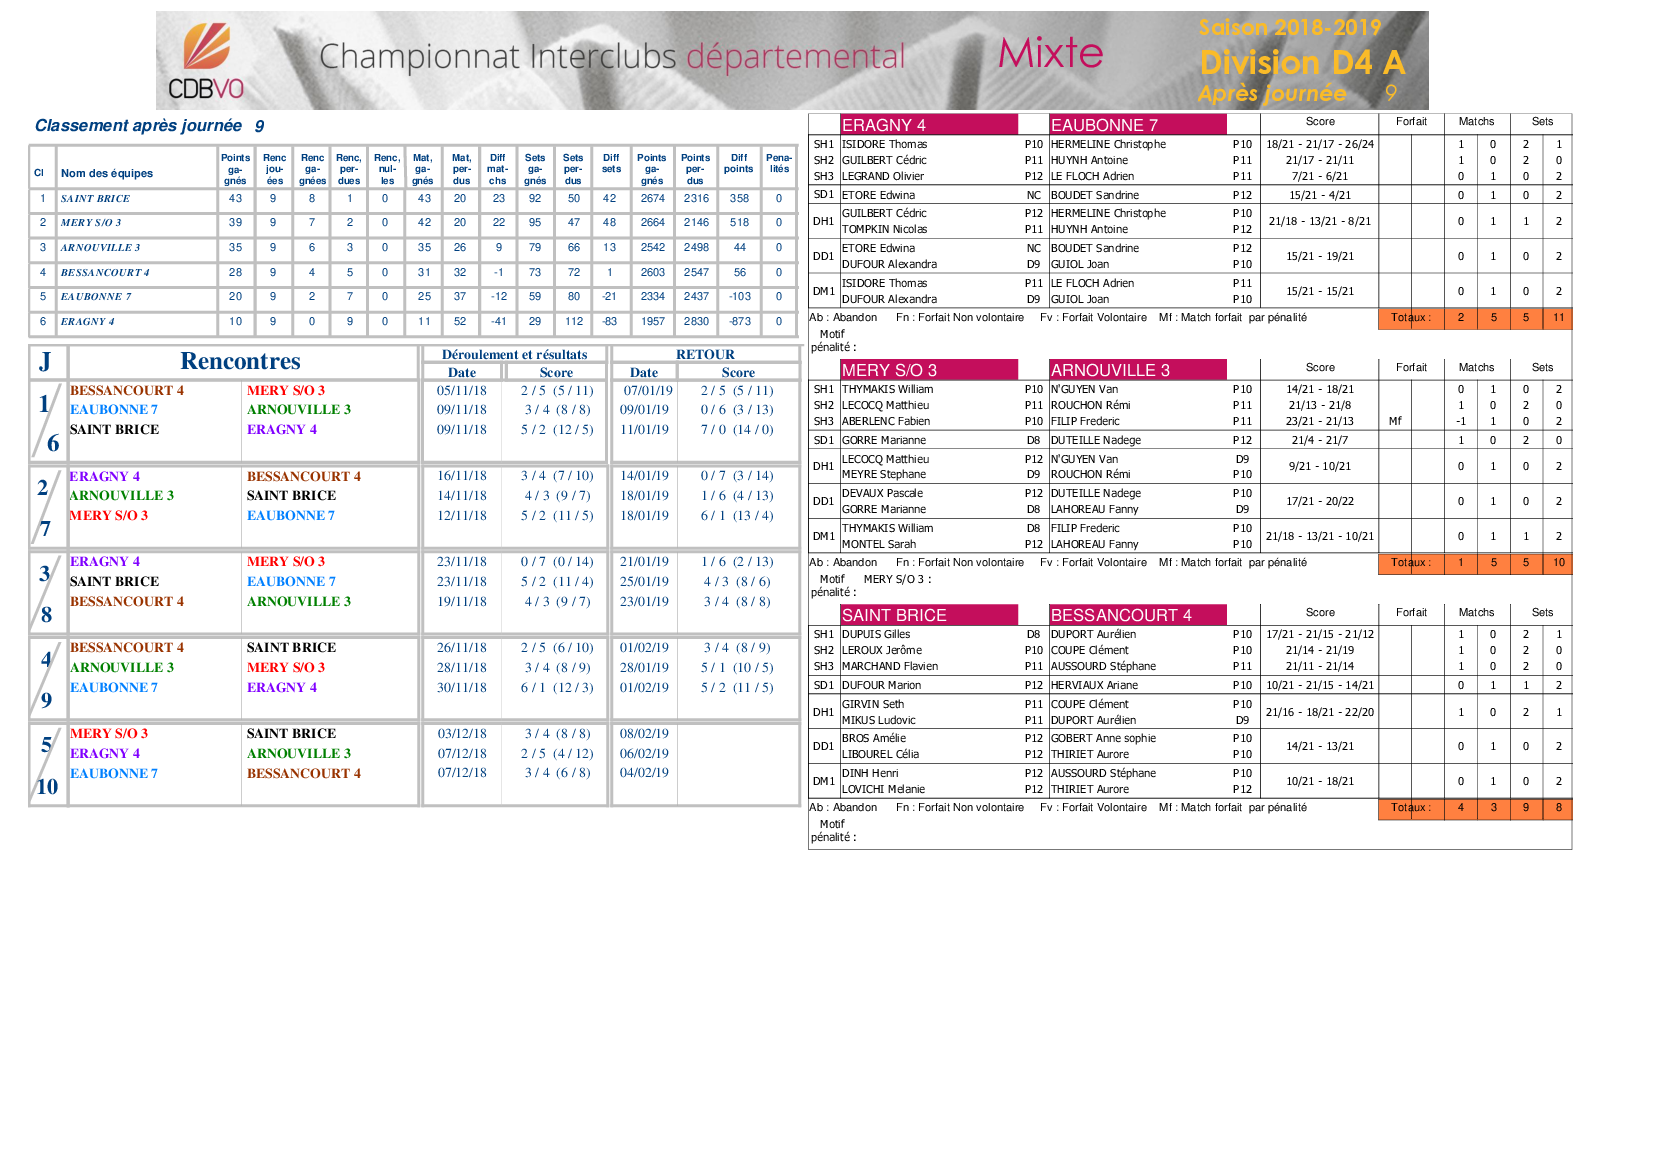 CDBVO
Championnat Interclubs départemental Mixte
Saison 2018-2019
Division D4 A
Après journée 9
Classement après journée 9
Cl Nom des équipes Points ga-gnés Renc jou-ées Renc ga-gnées Renc, per-dues Renc, nul-les Mat, ga-gnés Mat, per-dus Diff mat-chs Sets ga-gnés Sets per-dus Diff sets Points ga-gnés Points per-dus Diff points Pena-lités
1 SAINT BRICE 43 9 8 1 0 43 20 23 92 50 42 2674 2316 358 0
2 MERY S/O 3 39 9 7 2 0 42 20 22 95 47 48 2664 2146 518 0
3 ARNOUVILLE 3 35 9 6 3 0 35 26 9 79 66 13 2542 2498 44 0
4 BESSANCOURT 4 28 9 4 5 0 31 32 -1 73 72 1 2603 2547 56 0
5 EAUBONNE 7 20 9 2 7 0 25 37 -12 59 80 -21 2334 2437 -103 0
6 ERAGNY 4 10 9 0 9 0 11 52 -41 29 112 -83 1957 2830 -873 0
J Rencontres Déroulement et résultats RETOUR
Date Score Date Score
1/6
BESSANCOURT 4 MERY S/O 3 05/11/18 2 / 5 (5 / 11) 07/01/19 2 / 5 (5 / 11)
EAUBONNE 7 ARNOUVILLE 3 09/11/18 3 / 4 (8 / 8) 09/01/19 0 / 6 (3 / 13)
SAINT BRICE ERAGNY 4 09/11/18 5 / 2 (12 / 5) 11/01/19 7 / 0 (14 / 0)
2/7
ERAGNY 4 BESSANCOURT 4 16/11/18 3 / 4 (7 / 10) 14/01/19 0 / 7 (3 / 14)
ARNOUVILLE 3 SAINT BRICE 14/11/18 4 / 3 (9 / 7) 18/01/19 1 / 6 (4 / 13)
MERY S/O 3 EAUBONNE 7 12/11/18 5 / 2 (11 / 5) 18/01/19 6 / 1 (13 / 4)
3/8
ERAGNY 4 MERY S/O 3 23/11/18 0 / 7 (0 / 14) 21/01/19 1 / 6 (2 / 13)
SAINT BRICE EAUBONNE 7 23/11/18 5 / 2 (11 / 4) 25/01/19 4 / 3 (8 / 6)
BESSANCOURT 4 ARNOUVILLE 3 19/11/18 4 / 3 (9 / 7) 23/01/19 3 / 4 (8 / 8)
4/9
BESSANCOURT 4 SAINT BRICE 26/11/18 2 / 5 (6 / 10) 01/02/19 3 / 4 (8 / 9)
ARNOUVILLE 3 MERY S/O 3 28/11/18 3 / 4 (8 / 9) 28/01/19 5 / 1 (10 / 5)
EAUBONNE 7 ERAGNY 4 30/11/18 6 / 1 (12 / 3) 01/02/19 5 / 2 (11 / 5)
5/10
MERY S/O 3 SAINT BRICE 03/12/18 3 / 4 (8 / 8) 08/02/19
ERAGNY 4 ARNOUVILLE 3 07/12/18 2 / 5 (4 / 12) 06/02/19
EAUBONNE 7 BESSANCOURT 4 07/12/18 3 / 4 (6 / 8) 04/02/19
ERAGNY 4 EAUBONNE 7 Score Forfait Matchs Sets
SH1 ISIDORE Thomas P10 HERMELINE Christophe P10 18/21 - 21/17 - 26/24 1 0 2 1
SH2 GUILBERT Cédric P11 HUYNH Antoine P11 21/17 - 21/11 1 0 2 0
SH3 LEGRAND Olivier P12 LE FLOCH Adrien P11 7/21 - 6/21 0 1 0 2
SD1 ETORE Edwina NC BOUDET Sandrine P12 15/21 - 4/21 0 1 0 2
DH1 GUILBERT Cédric P12 HERMELINE Christophe P10 21/18 - 13/21 - 8/21 0 1 1 2
TOMPKIN Nicolas P11 HUYNH Antoine P12
DD1 ETORE Edwina NC BOUDET Sandrine P12 15/21 - 19/21 0 1 0 2
DUFOUR Alexandra D9 GUIOL Joan P10
DM1 ISIDORE Thomas P11 LE FLOCH Adrien P11 15/21 - 15/21 0 1 0 2
DUFOUR Alexandra D9 GUIOL Joan P10
Ab : Abandon Fn : Forfait Non volontaire Fv : Forfait Volontaire Mf : Match forfait par pénalité Totaux : 2 5 5 11
Motif
pénalité :
MERY S/O 3 ARNOUVILLE 3 Score Forfait Matchs Sets
SH1 THYMAKIS William P10 N'GUYEN Van P10 14/21 - 18/21 0 1 0 2
SH2 LECOCQ Matthieu P11 ROUCHON Rémi P11 21/13 - 21/8 1 0 2 0
SH3 ABERLENC Fabien P10 FILIP Frederic P11 23/21 - 21/13 Mf -1 1 0 2
SD1 GORRE Marianne D8 DUTEILLE Nadege P12 21/4 - 21/7 1 0 2 0
DH1 LECOCQ Matthieu P12 N'GUYEN Van D9 9/21 - 10/21 0 1 0 2
MEYRE Stephane D9 ROUCHON Rémi P10
DD1 DEVAUX Pascale P12 DUTEILLE Nadege P10 17/21 - 20/22 0 1 0 2
GORRE Marianne D8 LAHOREAU Fanny D9
DM1 THYMAKIS William D8 FILIP Frederic P10 21/18 - 13/21 - 10/21 0 1 1 2
MONTEL Sarah P12 LAHOREAU Fanny P10
Ab : Abandon Fn : Forfait Non volontaire Fv : Forfait Volontaire Mf : Match forfait par pénalité Totaux : 1 5 5 10
Motif MERY S/O 3 :
pénalité :
SAINT BRICE BESSANCOURT 4 Score Forfait Matchs Sets
SH1 DUPUIS Gilles D8 DUPORT Aurélien P10 17/21 - 21/15 - 21/12 1 0 2 1
SH2 LEROUX Jerôme P10 COUPE Clément P10 21/14 - 21/19 1 0 2 0
SH3 MARCHAND Flavien P11 AUSSOURD Stéphane P11 21/11 - 21/14 1 0 2 0
SD1 DUFOUR Marion P12 HERVIAUX Ariane P10 10/21 - 21/15 - 14/21 0 1 1 2
DH1 GIRVIN Seth P11 COUPE Clément P10 21/16 - 18/21 - 22/20 1 0 2 1
MIKUS Ludovic P11 DUPORT Aurélien D9
DD1 BROS Amélie P12 GOBERT Anne sophie P10 14/21 - 13/21 0 1 0 2
LIBOUREL Célia P12 THIRIET Aurore P10
DM1 DINH Henri P12 AUSSOURD Stéphane P10 10/21 - 18/21 0 1 0 2
LOVICHI Melanie P12 THIRIET Aurore P12
Ab : Abandon Fn : Forfait Non volontaire Fv : Forfait Volontaire Mf : Match forfait par pénalité Totaux : 4 3 9 8
Motif
pénalité :